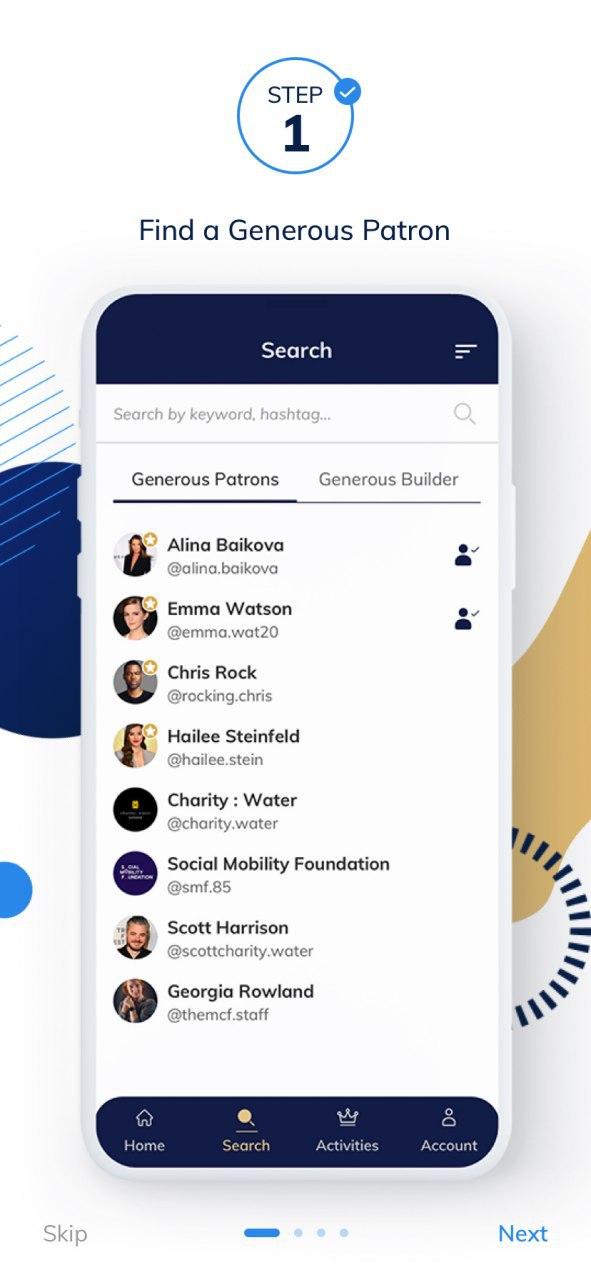 STEP
1
Find a Generous Patron
Search
Search by keyword, hashtag...
Generous Patrons
Generous Builder
Alina Baikova
@alina.baikova
Emma Watson
@emma.wat20
Chris Rock
@rocking.chris
Hailee Steinfeld
@hailee.stein
Charity : Water
@charity.water
Social Mobility Foundation
@smf.85
Scott Harrison
@scottcharity.water
Georgia Rowland
@themcf.staff
Home
Search
Activities
Account
Skip
Next